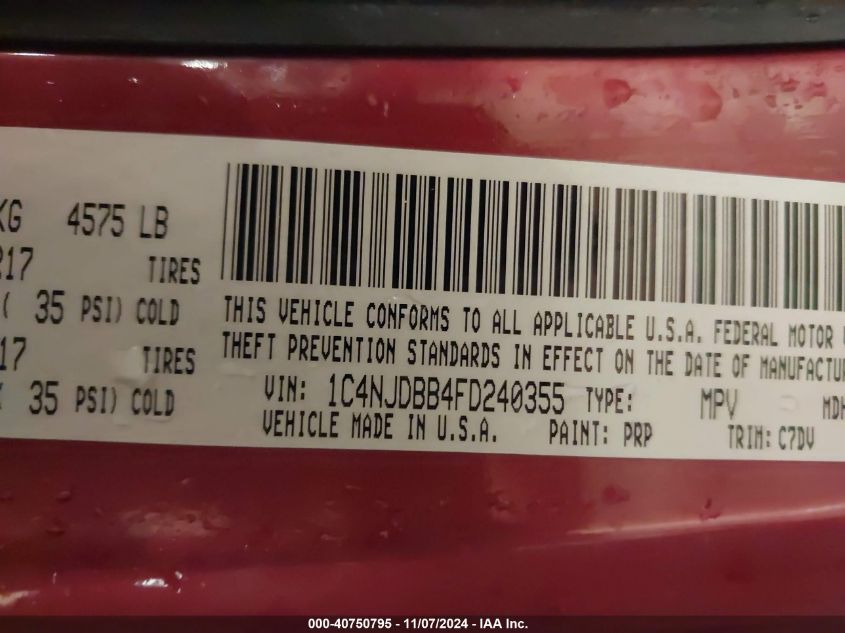 KG 4575 LB
217 TIRES
( 35 PSI) COLD
17 TIRES
35 PSI) COLD
THIS VEHICLE CONFORMS TO ALL APPLICABLE U.S.A. FEDERAL MOTOR
THEFT PREVENTION STANDARDS IN EFFECT ON THE DATE OF MANUFACTU
VIN: 1C4NJDBB4FD240355 TYPE: MPV MDH
VEHICLE MADE IN U.S.A. PAINT: PRP TRIM: C7DV
000-40750795 - 11/07/2024 - IAA Inc.